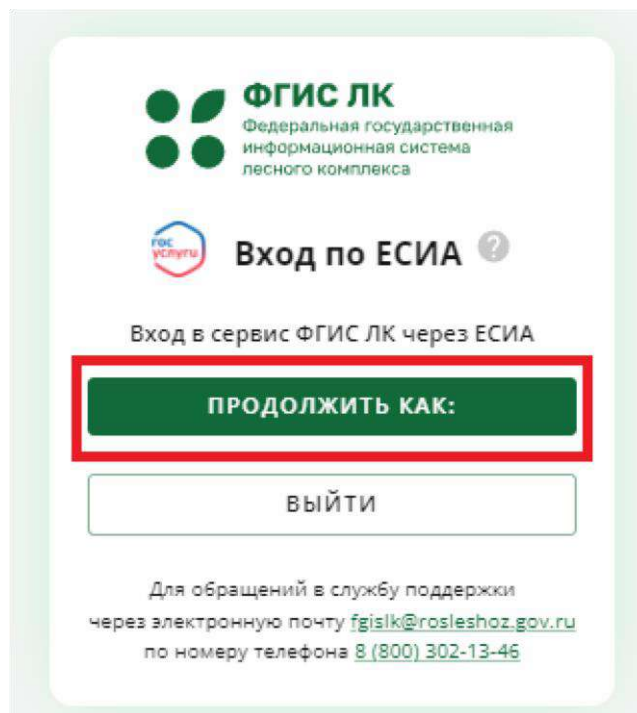 ФГИС ЛК
Федеральная государственная
информационная система
лесного комплекса
гос
услуги
Вход по ЕСИА ?
Вход в сервис ФГИС ЛК через ЕСИА
ПРОДОЛЖИТЬ КАК:
ВЫЙТИ
Для обращений в службу поддержки
через электронную почту fgislk@rosleshoz.gov.ru
по номеру телефона 8 (800) 302-13-46